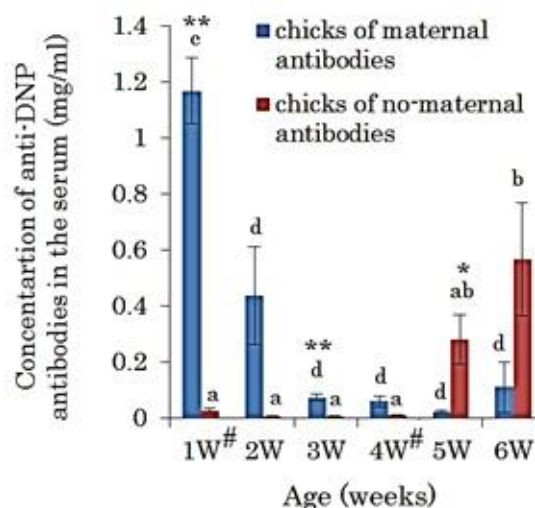 Concentartion of anti-DNP
antibodies in the serum (mg/ml)
1.4
1.2
1
0.8
0.6
0.4
0.2
0
chicks of maternal
antibodies
chicks of no-maternal
antibodies
**
c
a
d
a
**
d
a
d
a
d
*
ab
d
b
1W# 2W 3W 4W# 5W 6W
Age (weeks)